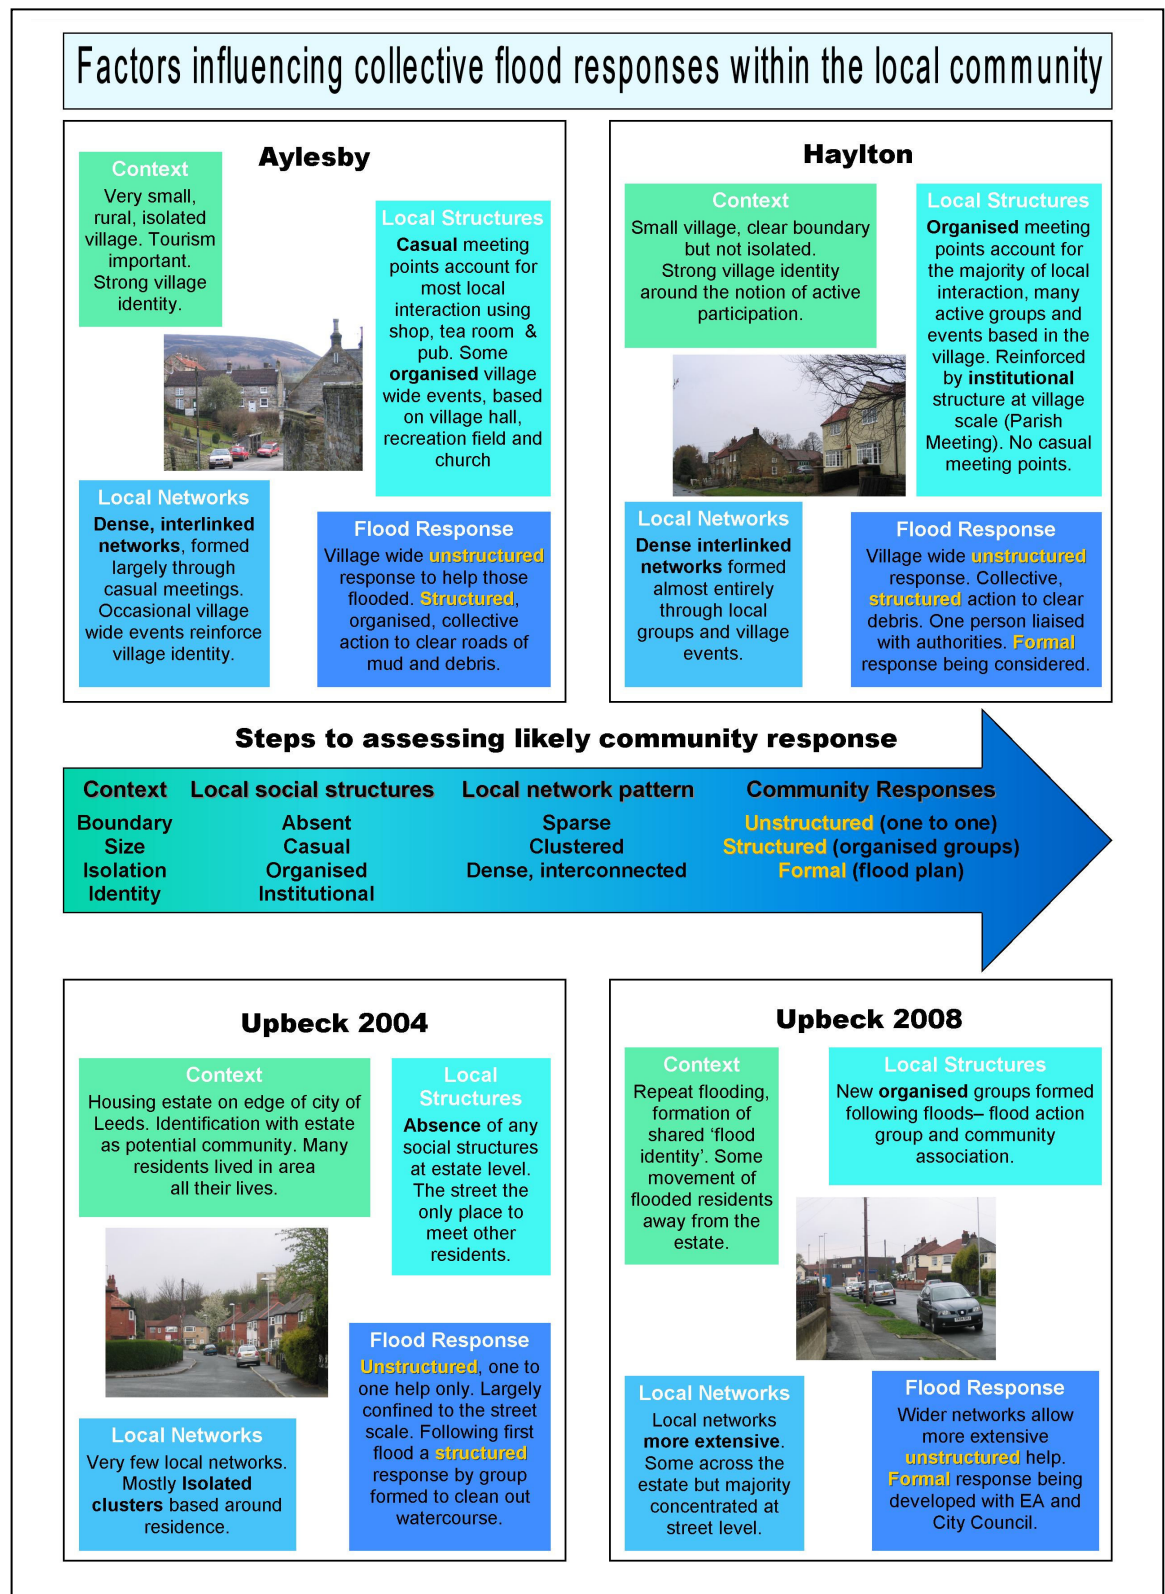 Factors influencing collective flood responses within the local community
Aylesby
Context
Very small,
rural, isolated
village. Tourism
important.
Strong village
identity.
Local Structures
Casual meeting
points account for
most local
interaction using
shop, tea room &
pub. Some
organised village
wide events, based
on village hall,
recreation field and
church
Local Networks
Dense, interlinked
networks, formed
largely through
casual meetings.
Occasional village
wide events reinforce
village identity.
Flood Response
Village wide unstructured
response to help those
flooded. Structured,
organised, collective
action to clear roads of
mud and debris.
Haylton
Context
Small village, clear boundary
but not isolated.
Strong village identity
around the notion of active
participation.
Local Structures
Organised meeting
points account for
the majority of local
interaction, many
active groups and
events based in the
village. Reinforced
by institutional
structure at village
scale (Parish
Meeting). No casual
meeting points.
Local Networks
Dense interlinked
networks formed
almost entirely
through local
groups and village
events.
Flood Response
Village wide unstructured
response. Collective,
structured action to clear
debris. One person liaised
with authorities. Formal
response being considered.
Steps to assessing likely community response
Context
Boundary
Size
Isolation
Identity
Local social structures
Absent
Casual
Organised
Institutional
Local network pattern
Sparse
Clustered
Dense, interconnected
Community Responses
Unstructured (one to one)
Structured (organised groups)
Formal (flood plan)
Upbeck 2004
Context
Housing estate on edge of city of
Leeds. Identification with estate
as potential community. Many
residents lived in area
all their lives.
Local
Structures
Absence of any
social structures
at estate level.
The street the
only place to
meet other
residents.
Local Networks
Very few local networks.
Mostly Isolated
clusters based around
residence.
Flood Response
Unstructured, one to
one help only. Largely
confined to the street
scale. Following first
flood a structured
response by group
formed to clean out
watercourse.
Upbeck 2008
Context
Repeat flooding,
formation of
shared ‘flood
identity’. Some
movement of
flooded residents
away from the
estate.
Local Structures
New organised groups formed
following floods– flood action
group and community
association.
Local Networks
Local networks
more extensive.
Some across the
estate but majority
concentrated at
street level.
Flood Response
Wider networks allow
more extensive
unstructured help.
Formal response being
developed with EA and
City Council.